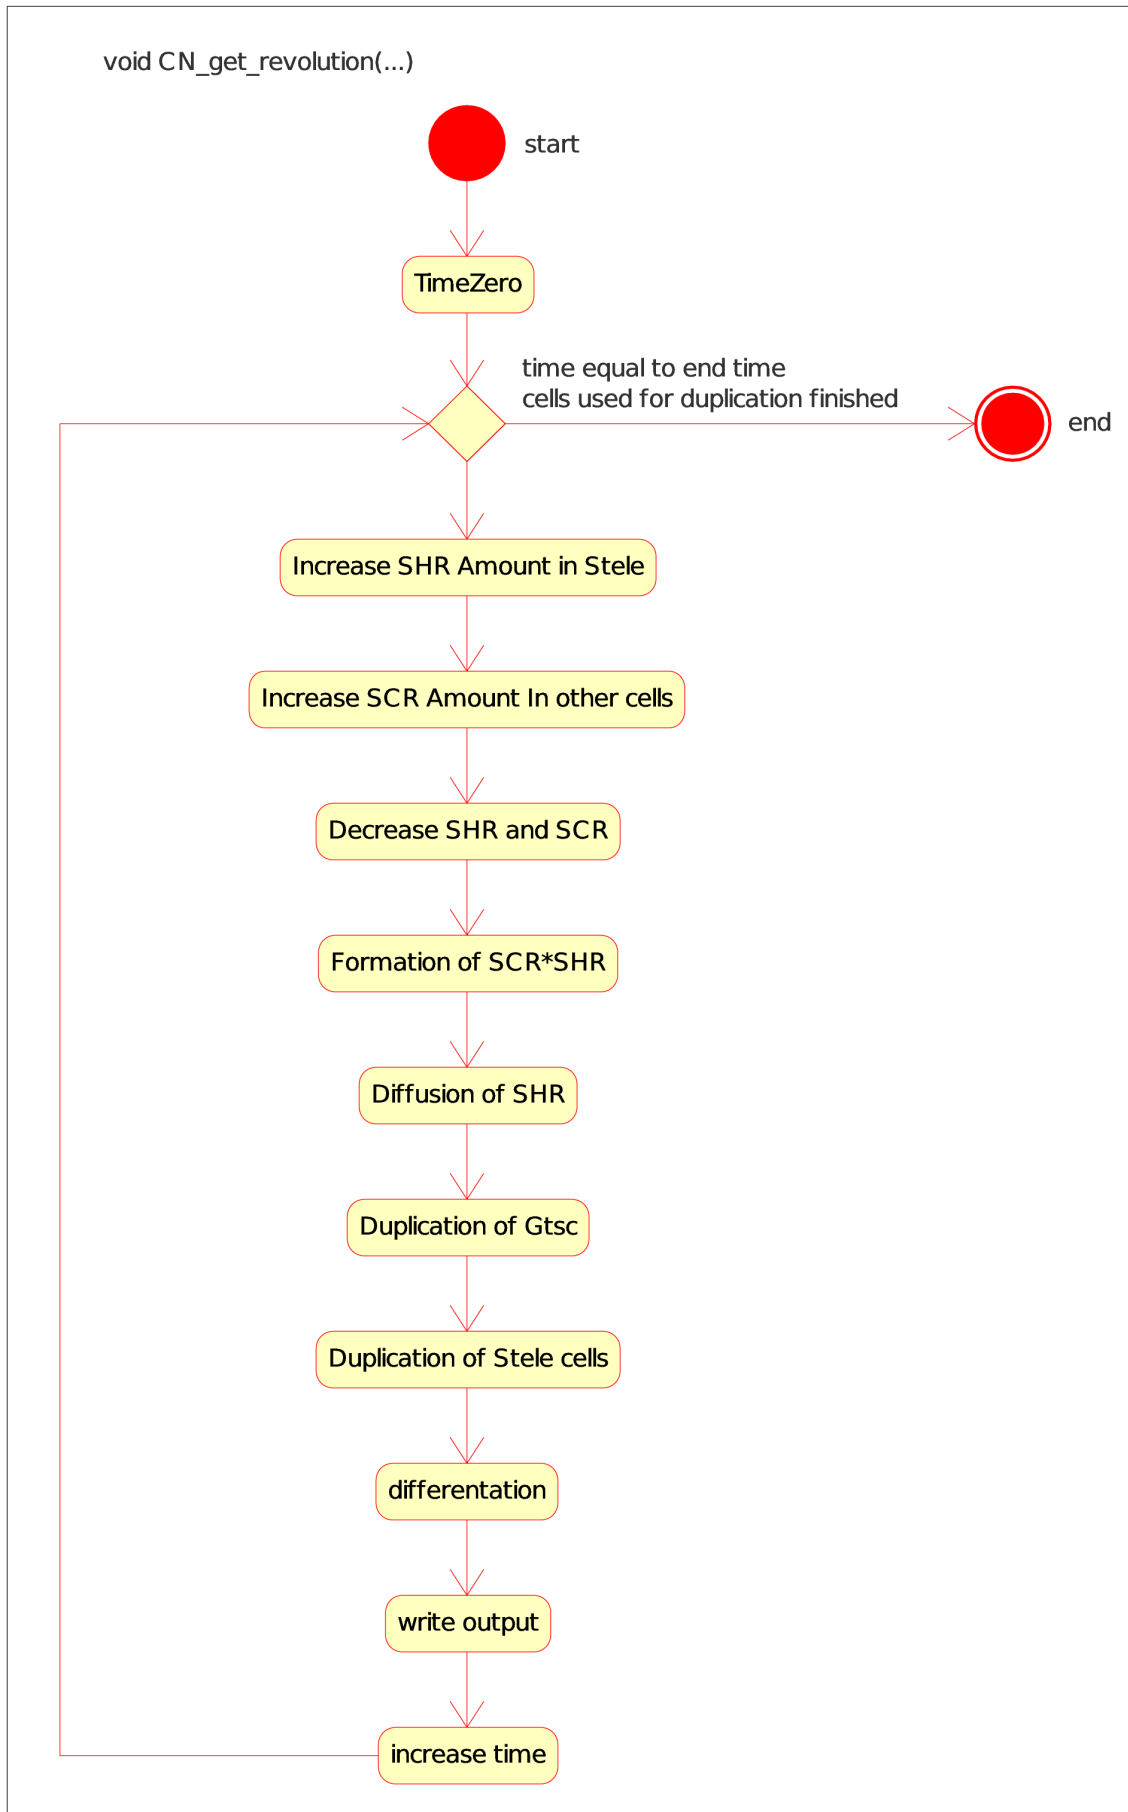 void CN_get_revolution(...)
start
TimeZero
time equal to end time
cells used for duplication finished
end
Increase SHR Amount in Stele
Increase SCR Amount In other cells
Decrease SHR and SCR
Formation of SCR*SHR
Diffusion of SHR
Duplication of Gtsc
Duplication of Stele cells
differentation
write output
increase time